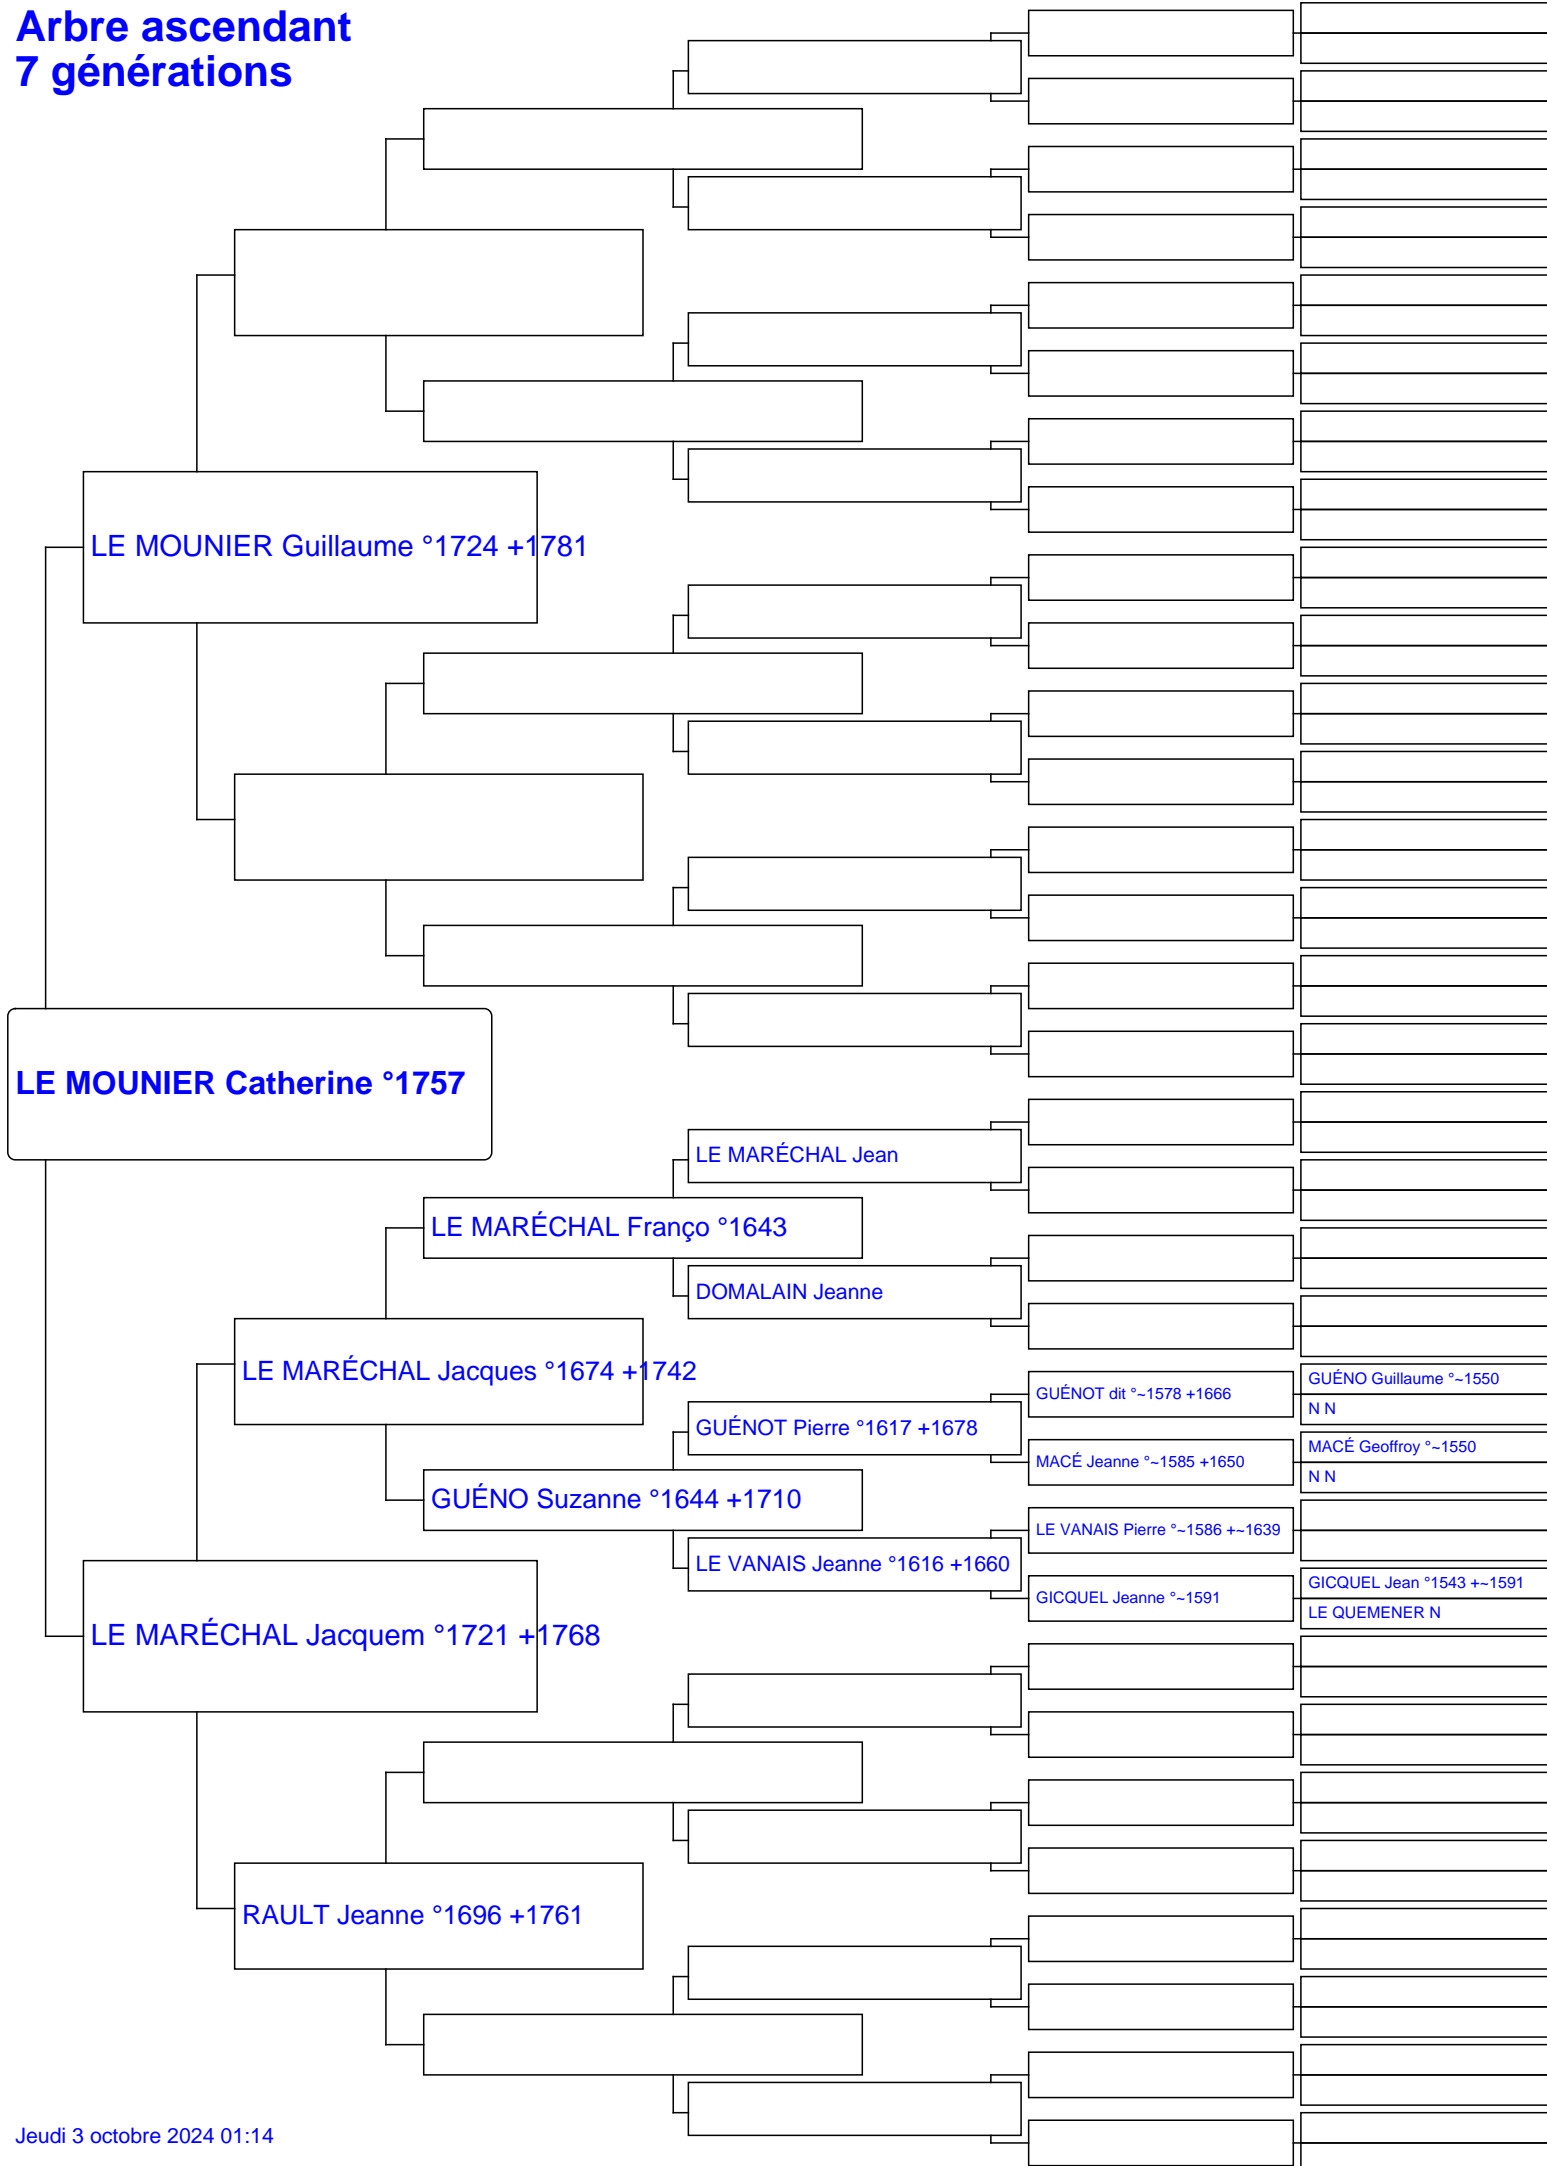 Arbre ascendant
7 générations
LE MOUNIER Guillaume °1724 +1781
LE MOUNIER Catherine °1757
LE MARÉCHAL Jean
LE MARÉCHAL Franço °1643
DOMALAIN Jeanne
LE MARÉCHAL Jacques °1674 +1742
GUÉNO Guillaume °~1550
GUÉNOT dit °~1578 +1666
N N
GUÉNOT Pierre °1617 +1678
MACÉ Geoffroy °~1550
MACÉ Jeanne °~1585 +1650
N N
GUÉNO Suzanne °1644 +1710
LE VANAIS Pierre °~1586 +~1639
LE VANAIS Jeanne °1616 +1660
GICQUEL Jean °1543 +~1591
GICQUEL Jeanne °~1591
LE QUEMENER N
LE MARÉCHAL Jacquem °1721 +1768
RAULT Jeanne °1696 +1761
Jeudi 3 octobre 2024 01:14